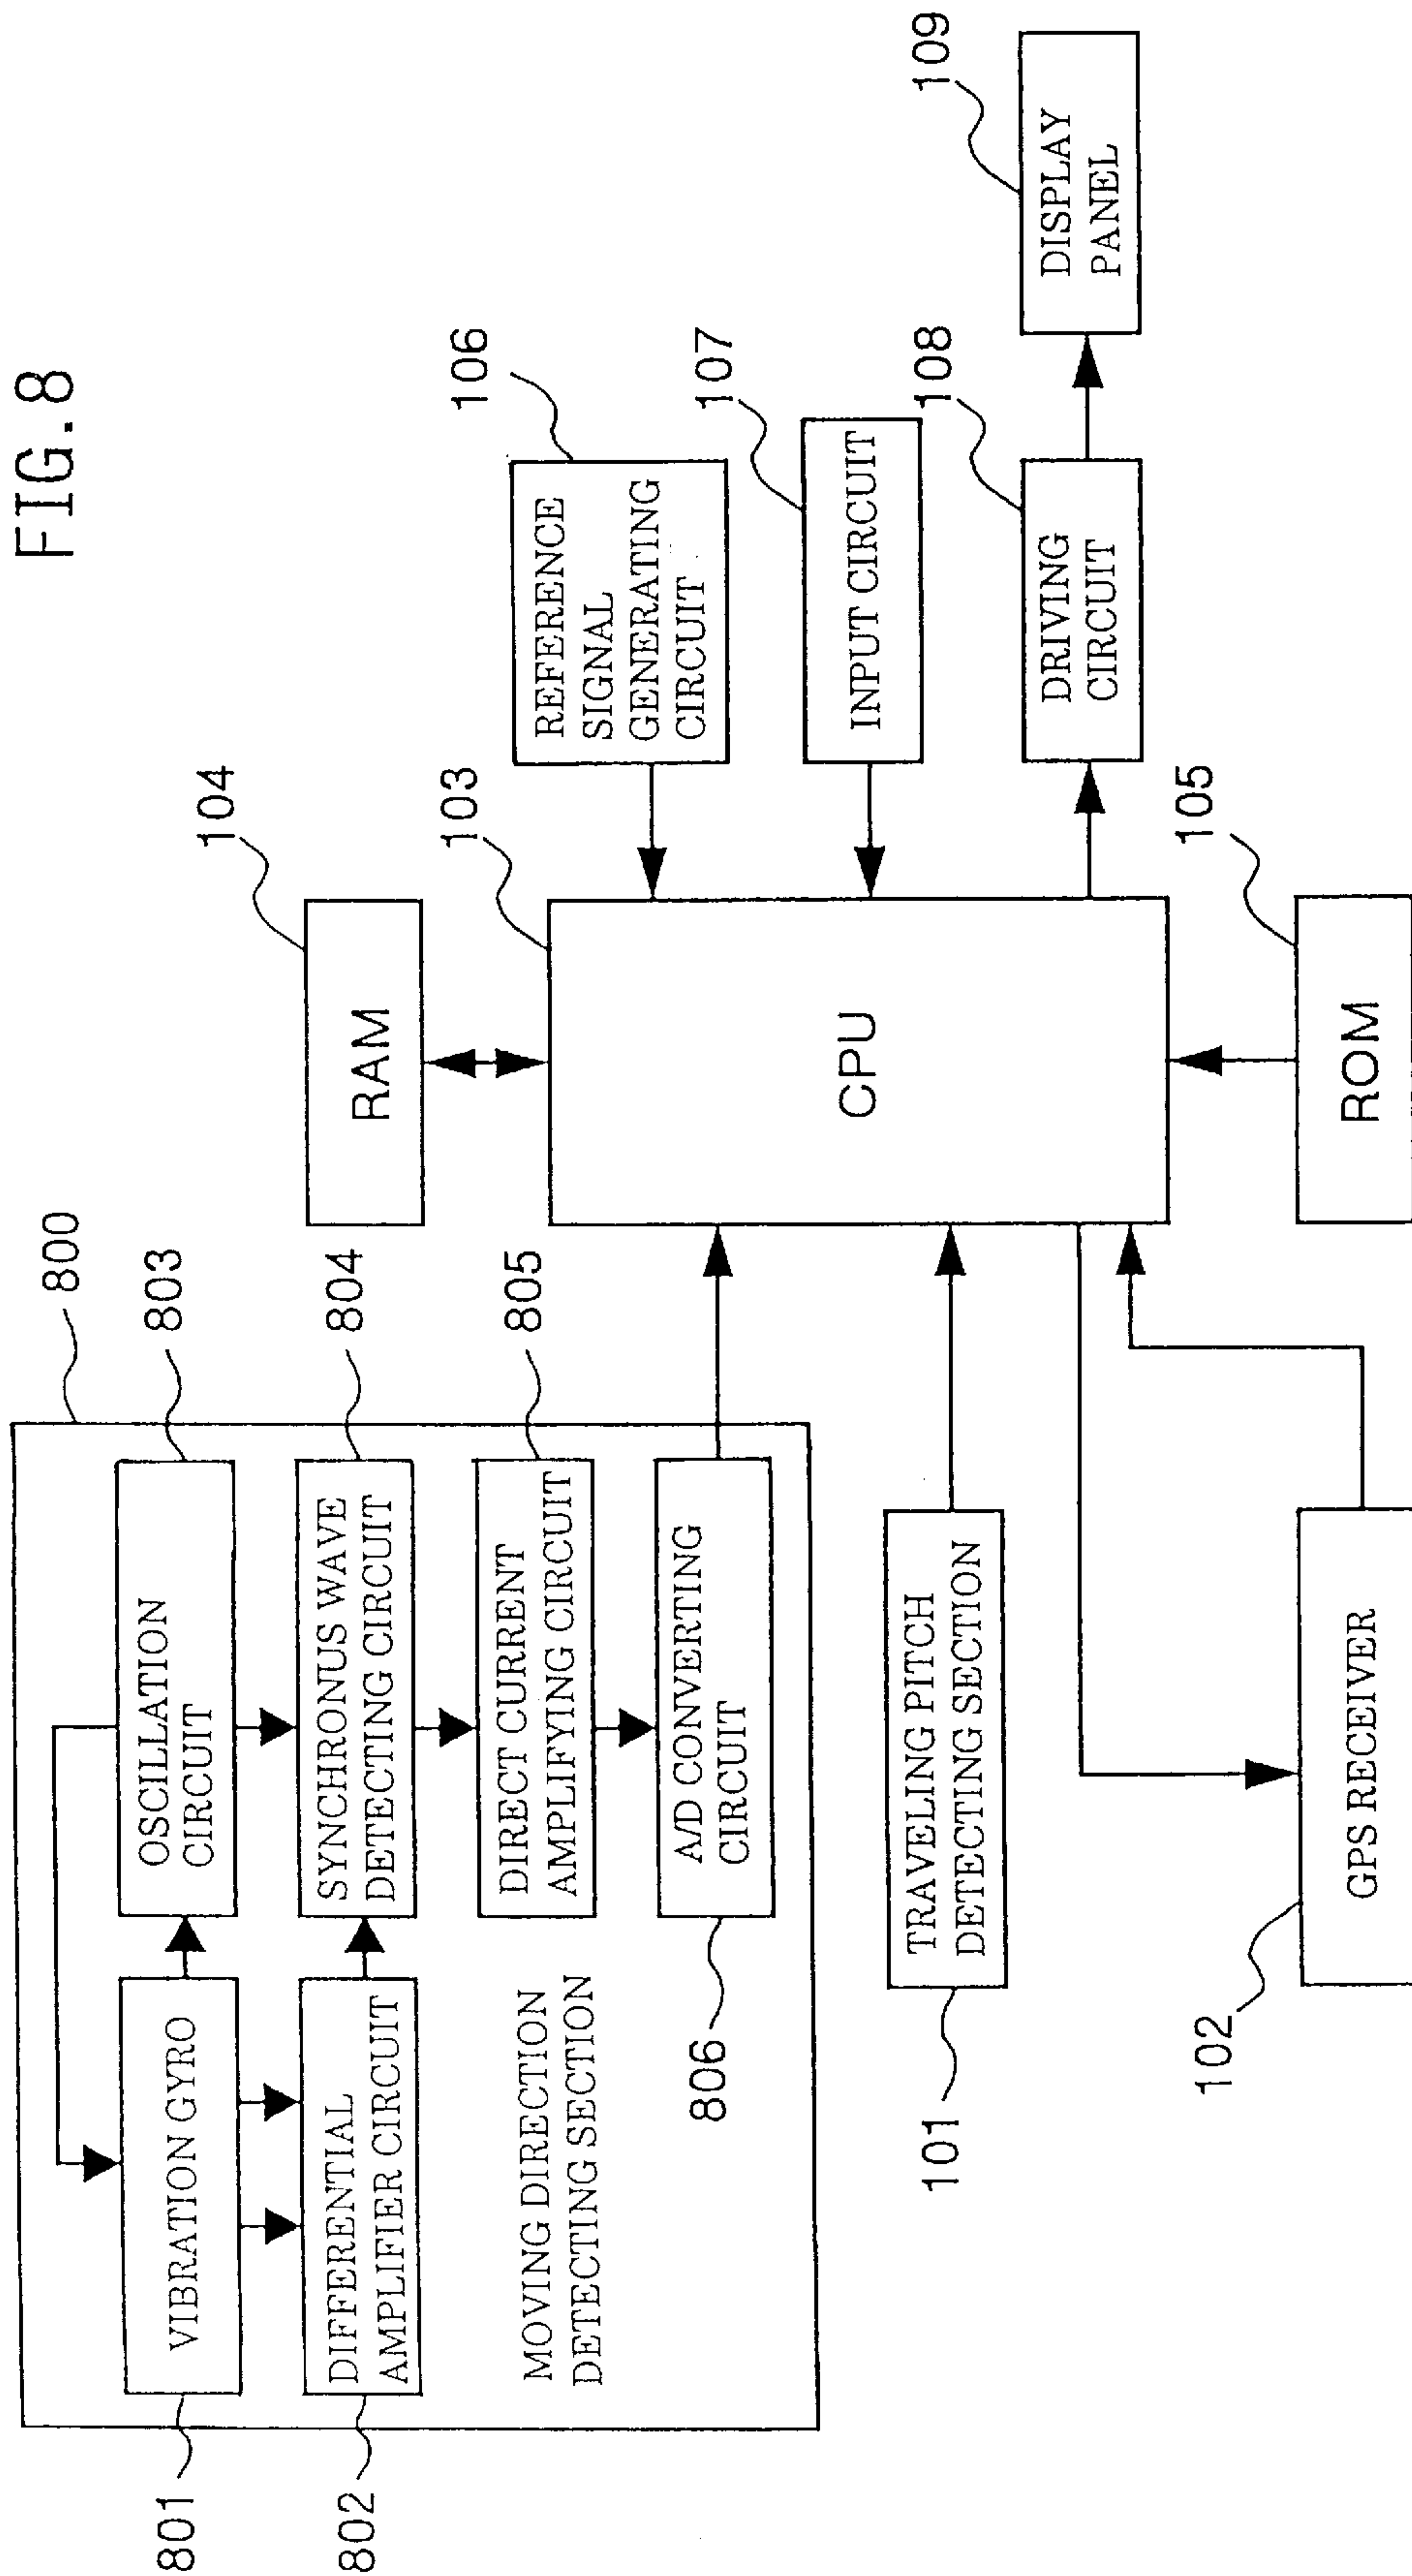 FIG.8
800
801
VIBRATION GYRO
802
DIFFERENTIAL
AMPLIFIER CIRCUIT
OSCILLATION
CIRCUIT
803
SYNCHRONUS WAVE
DETECTING CIRCUIT
804
DIRECT CURRENT
AMPLIFYING CIRCUIT
805
A/D CONVERTING
CIRCUIT
806
MOVING DIRECTION
DETECTING SECTION
101
TRAVELING PITCH
DETECTING SECTION
102
GPS RECEIVER
104
RAM
103
CPU
105
ROM
106
REFERENCE
SIGNAL
GENERATING
CIRCUIT
107
INPUT CIRCUIT
108
DRIVING
CIRCUIT
109
DISPLAY
PANEL